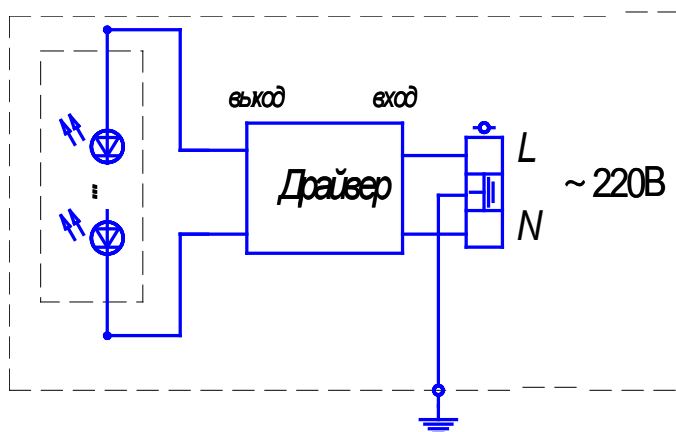 выход
вход
L
Драйвер
~ 220В
...
N